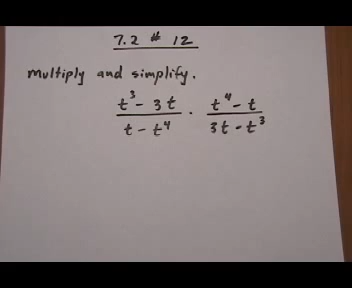 7.2 # 12
multiply and simplify.
t³ - 3t / t - t⁴ · t⁴ - t / 3t - t³